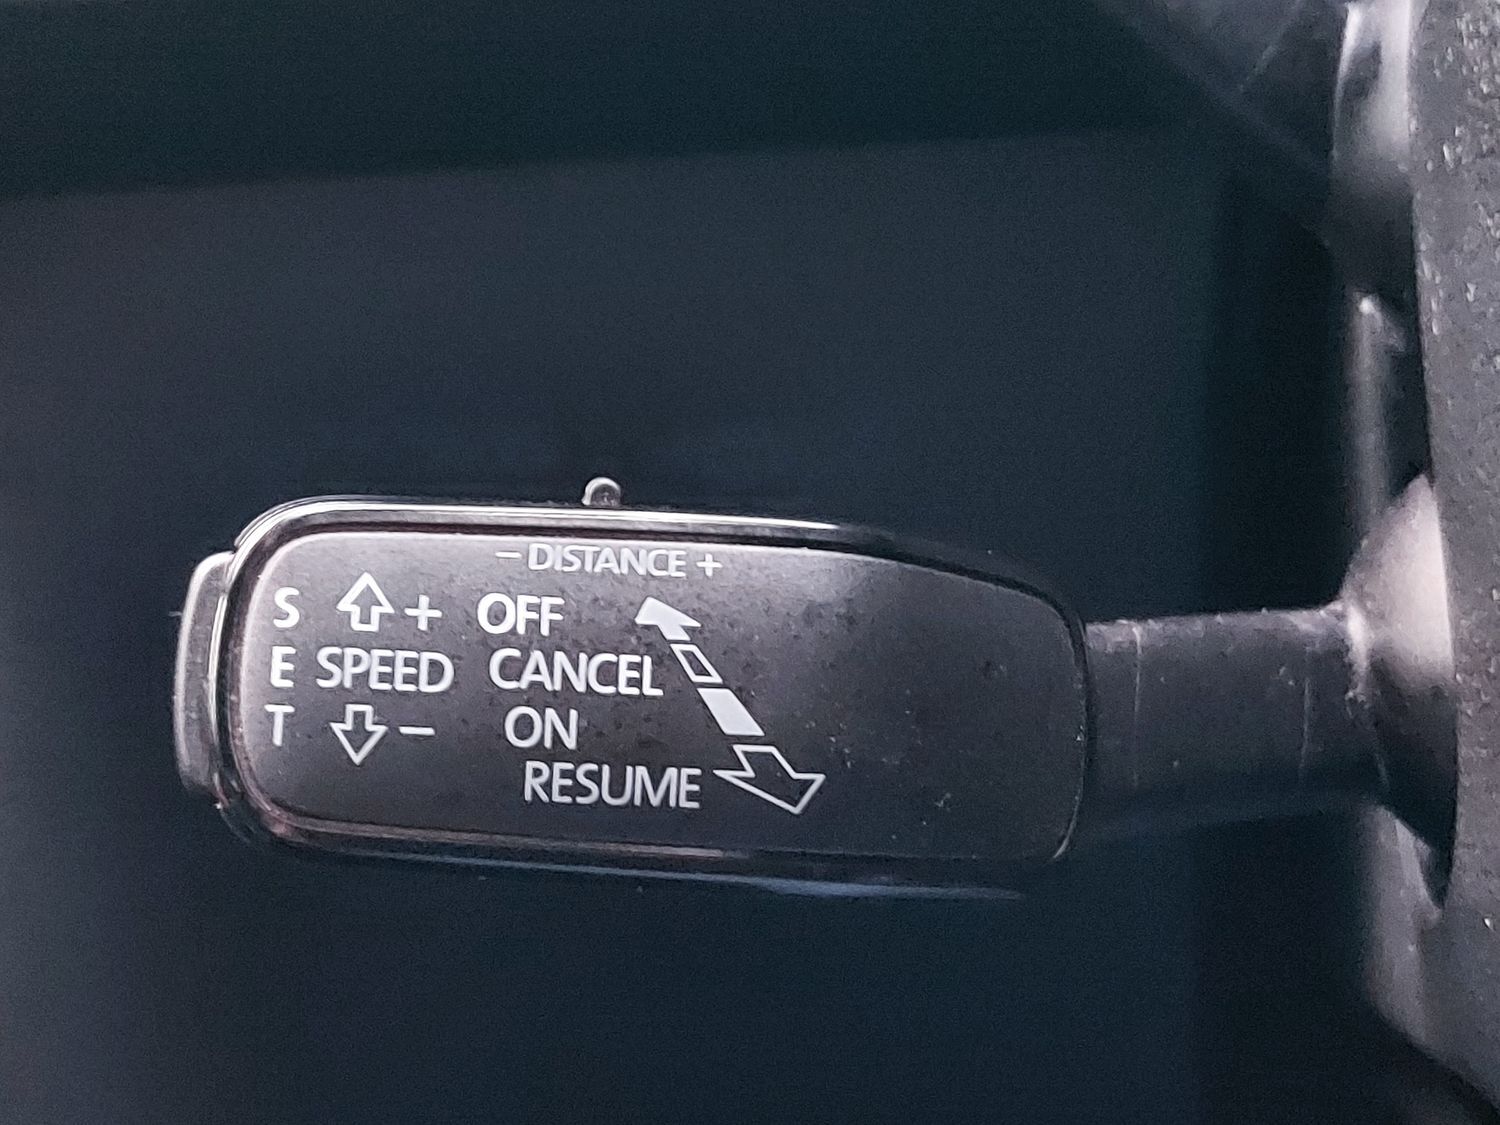 – DISTANCE +
S + OFF
E SPEED CANCEL
T – ON
RESUME